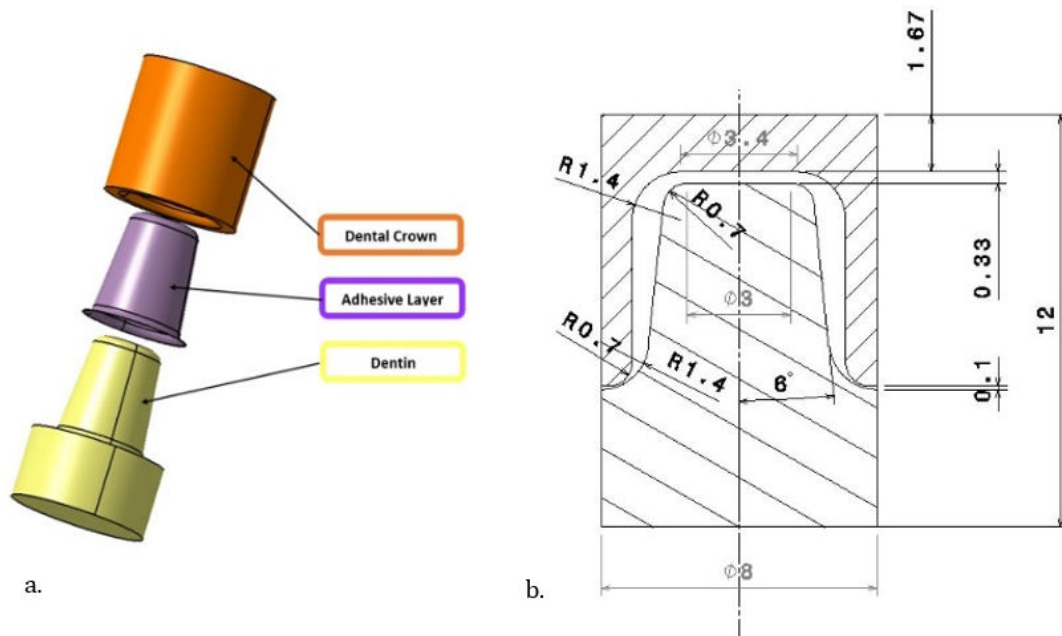 Dental Crown
Adhesive Layer
Dentin
a.
1.67
ϕ3.4
R1.4
R0.7
0.33
12
ϕ3
R0.7
R1.4
6°
0.1
ϕ8
b.